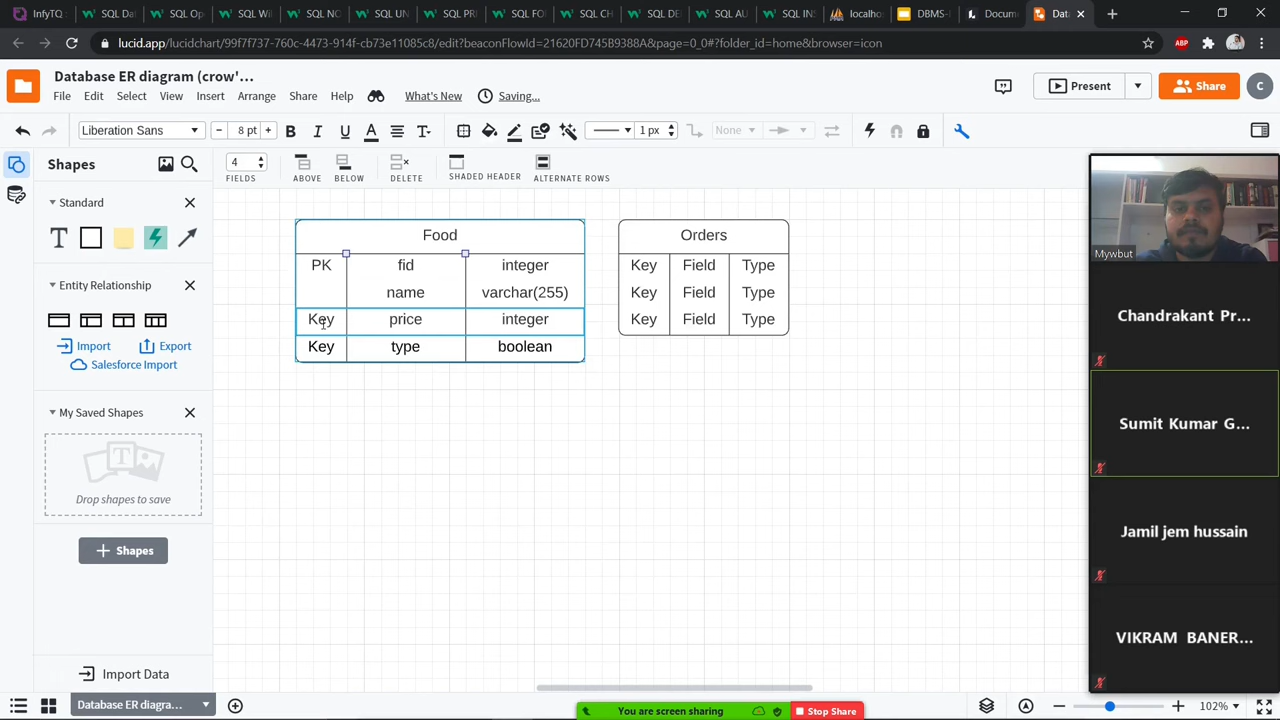 InfyTQ
SQL Da
SQL O
SQL Wi
SQL NO
SQL UN
SQL PR
SQL FO
SQL CH
SQL DE
SQL AU
SQL INS
localho
DBMS-
Docum
Dat
lucid.app/lucidchart/99f7f737-760c-4473-914f-cb73e11085c8/edit?beaconFlowId=21620FD745B9388A&page=0_0#?folder_id=home&browser=icon
ABP
Database ER diagram (crow'...
File Edit Select View Insert Arrange Share Help What's New Saving...
Present
Share
C
Liberation Sans
− 8 pt +
B I U A T
1 px
None
Shapes
4
FIELDS
ABOVE
BELOW
DELETE
SHADED HEADER
ALTERNATE ROWS
Standard
T
Entity Relationship
Import
Export
Salesforce Import
My Saved Shapes
T
Drop shapes to save
+ Shapes
Import Data
Food
PK fid integer
name varchar(255)
Key price integer
Key type boolean
Orders
Key Field Type
Key Field Type
Key Field Type
Mywbut
Chandrakant Pr...
Sumit Kumar G...
Jamil jem hussain
VIKRAM BANER...
Database ER diagra...
You are screen sharing
Stop Share
102%